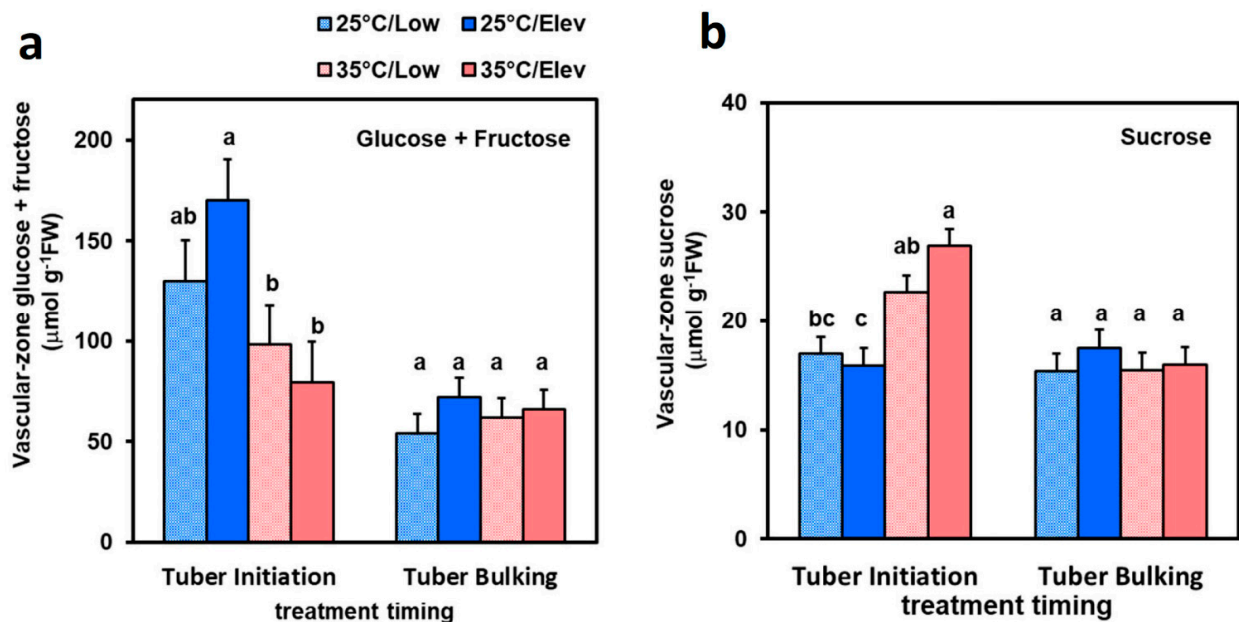 a
25°C/Low 25°C/Elev
35°C/Low 35°C/Elev
Vascular-zone glucose + fructose
(μmol g⁻¹FW)
200
150
100
50
0
Glucose + Fructose
ab
a
b
b
a
a
a
a
Tuber Initiation Tuber Bulking
treatment timing
b
Vascular-zone sucrose
(μmol g⁻¹FW)
40
30
20
10
0
Sucrose
bc
c
ab
a
a
a
a
a
Tuber Initiation Tuber Bulking
treatment timing